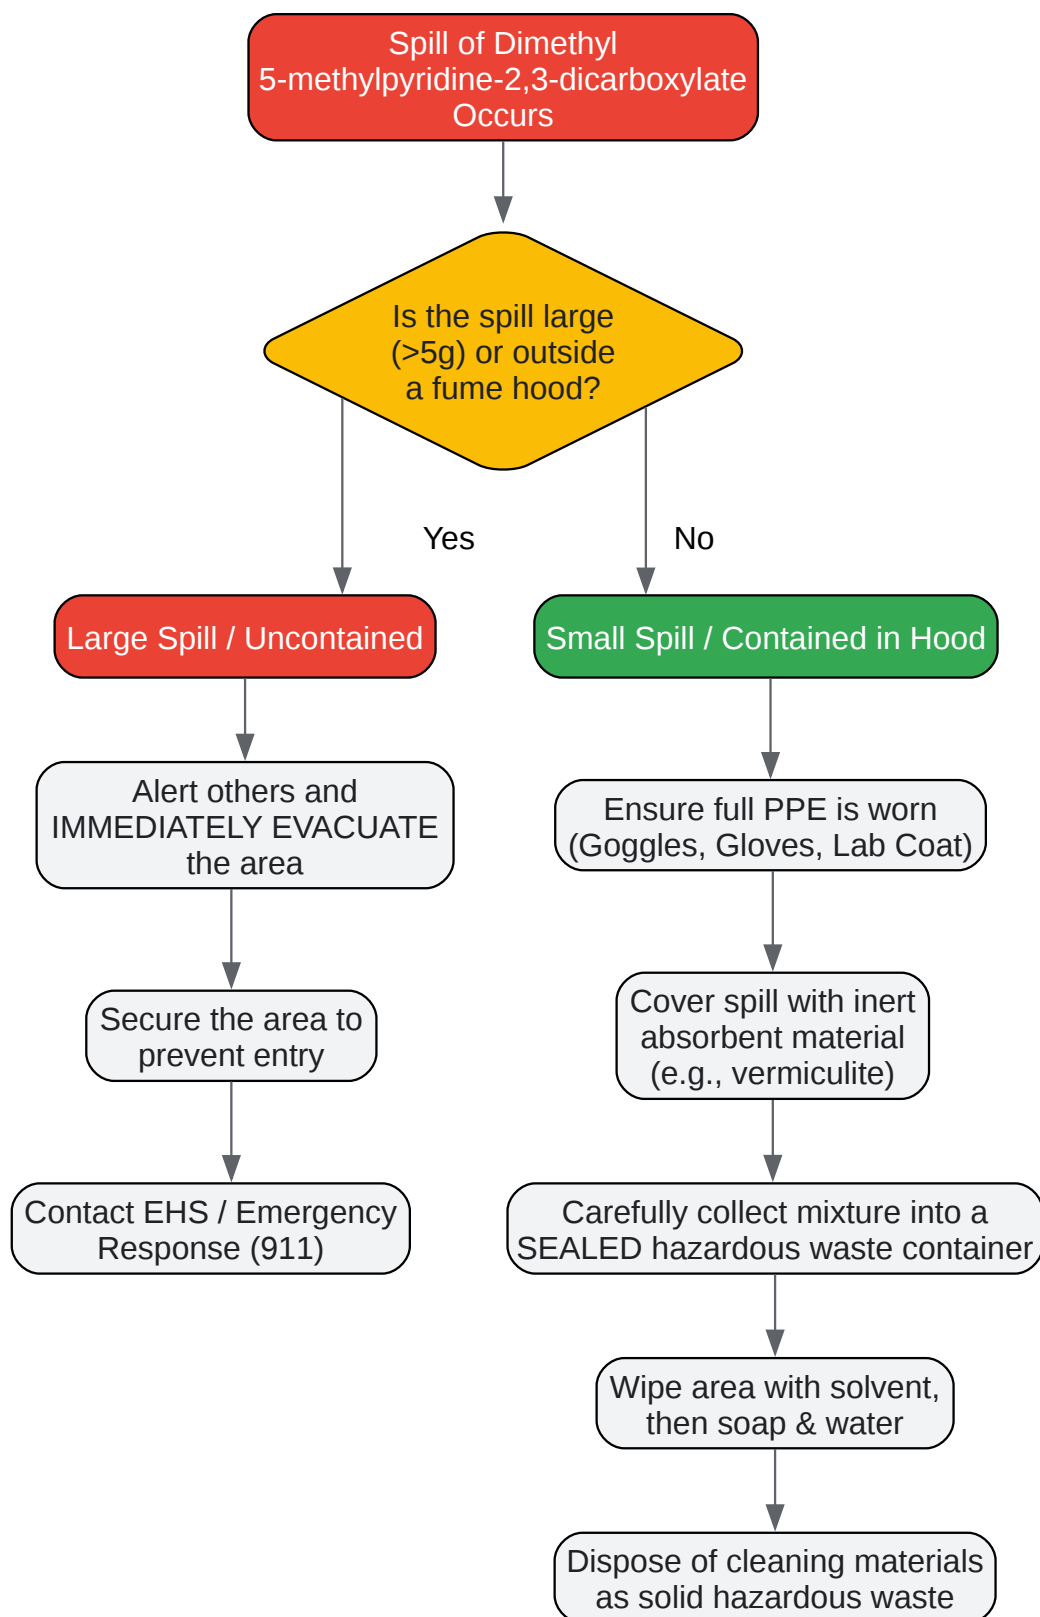 Spill of Dimethyl
5-methylpyridine-2,3-dicarboxylate
Occurs
Is the spill large
(>5g) or outside
a fume hood?
Yes
No
Large Spill / Uncontained
Small Spill / Contained in Hood
Alert others and
IMMEDIATELY EVACUATE
the area
Ensure full PPE is worn
(Goggles, Gloves, Lab Coat)
Secure the area to
prevent entry
Cover spill with inert
absorbent material
(e.g., vermiculite)
Contact EHS / Emergency
Response (911)
Carefully collect mixture into a
SEALED hazardous waste container
Wipe area with solvent,
then soap & water
Dispose of cleaning materials
as solid hazardous waste